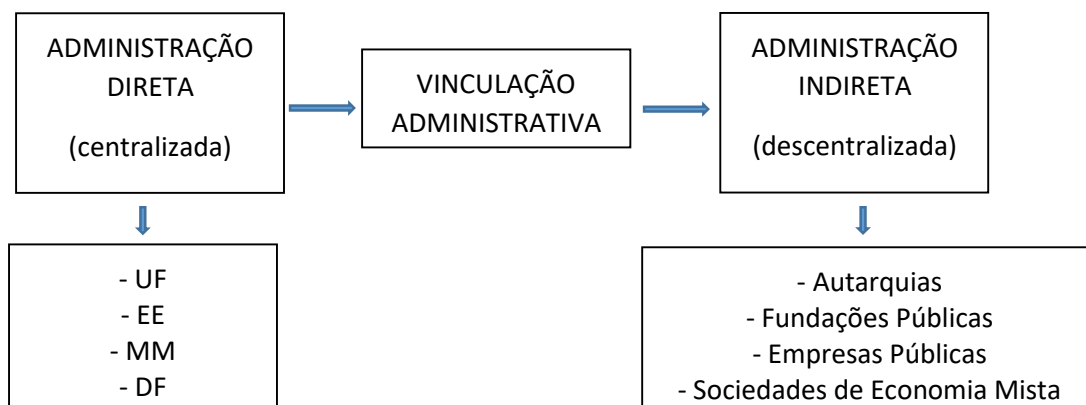 ADMINISTRAÇÃO
DIRETA
(centralizada)
VINCULAÇÃO
ADMINISTRATIVA
ADMINISTRAÇÃO
INDIRETA
(descentralizada)
- UF
- EE
- MM
- DF
- Autarquias
- Fundações Públicas
- Empresas Públicas
- Sociedades de Economia Mista